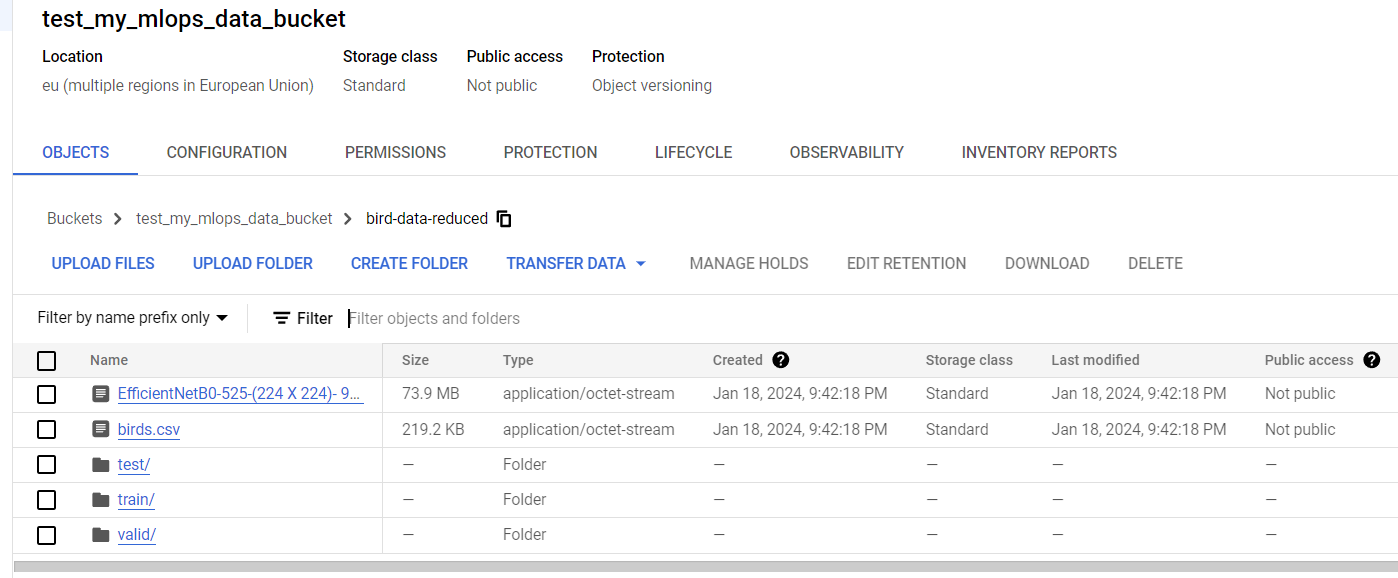 test_my_mlops_data_bucket
Location Storage class Public access Protection
eu (multiple regions in European Union) Standard Not public Object versioning
OBJECTS CONFIGURATION PERMISSIONS PROTECTION LIFECYCLE OBSERVABILITY INVENTORY REPORTS
Buckets > test_my_mlops_data_bucket > bird-data-reduced
UPLOAD FILES UPLOAD FOLDER CREATE FOLDER TRANSFER DATA MANAGE HOLDS EDIT RETENTION DOWNLOAD DELETE
Filter by name prefix only Filter Filter objects and folders
Name Size Type Created ? Storage class Last modified Public access ?
EfficientNetB0-525-(224 X 224)- 9... 73.9 MB application/octet-stream Jan 18, 2024, 9:42:18 PM Standard Jan 18, 2024, 9:42:18 PM Not public
birds.csv 219.2 KB application/octet-stream Jan 18, 2024, 9:42:18 PM Standard Jan 18, 2024, 9:42:18 PM Not public
test/ — Folder — — — —
train/ — Folder — — — —
valid/ — Folder — — — —